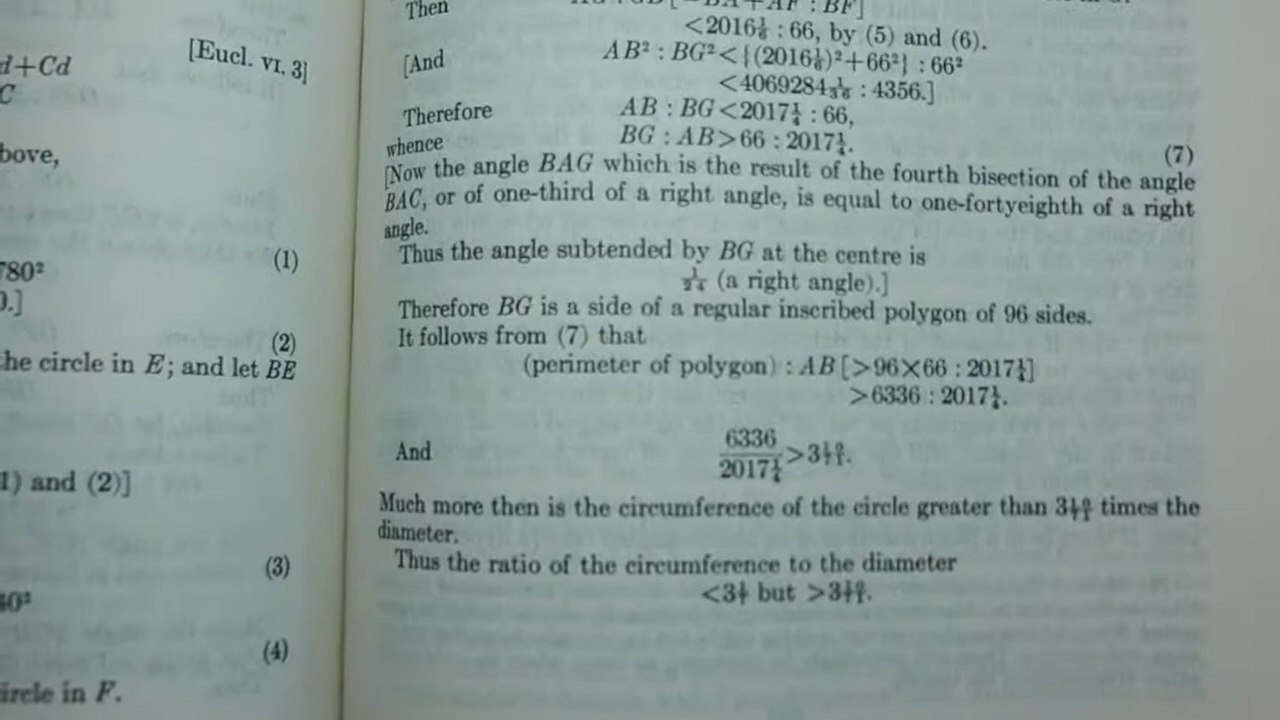 d+Cd
[Eucl. VI, 3]
C
bove,
(1)
780²
0.]
(2)
he circle in E; and let BE
1) and (2)]
(3)
40²
(4)
ircle in F.
Then
<2016⅙ : 66, by (5) and (6).
[And AB² : BG² < {(2016⅙)²+66²} : 66²
<4069284 1/36 : 4356.]
Therefore AB : BG<2017¼ : 66,
whence BG : AB>66 : 2017¼. (7)
[Now the angle BAG which is the result of the fourth bisection of the angle
BAC, or of one-third of a right angle, is equal to one-fortyeighth of a right
angle.
Thus the angle subtended by BG at the centre is
1/24 (a right angle).]
Therefore BG is a side of a regular inscribed polygon of 96 sides.
It follows from (7) that
(perimeter of polygon) : AB [>96×66 : 2017¼]
>6336 : 2017¼.
And 6336/2017¼ >3 10/71.
Much more then is the circumference of the circle greater than 3 10/71 times the
diameter.
Thus the ratio of the circumference to the diameter
<3 1/7 but >3 10/71.